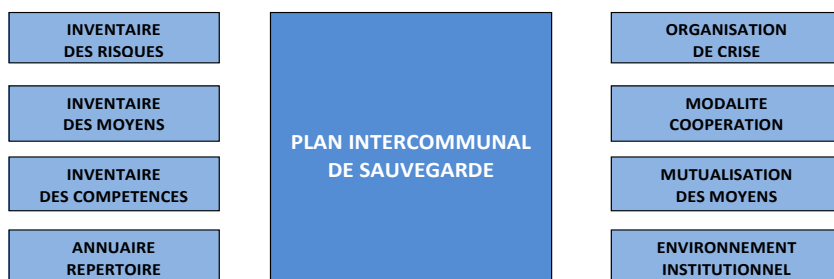 INVENTAIRE
DES RISQUES
INVENTAIRE
DES MOYENS
INVENTAIRE
DES COMPETENCES
ANNUAIRE
REPERTOIRE
PLAN INTERCOMMUNAL
DE SAUVEGARDE
ORGANISATION
DE CRISE
MODALITE
COOPERATION
MUTUALISATION
DES MOYENS
ENVIRONNEMENT
INSTITUTIONNEL